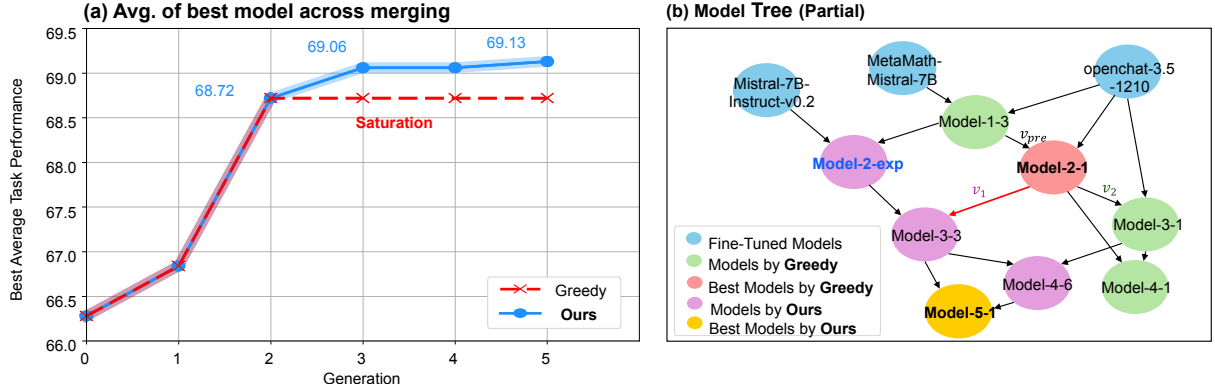 (a) Avg. of best model across merging
69.5
69.0
68.5
68.0
67.5
67.0
66.5
66.0
Best Average Task Performance
68.72
69.06
69.13
Saturation
Greedy
Ours
0 1 2 3 4 5
Generation
(b) Model Tree (Partial)
Mistral-7B-
Instruct-v0.2
MetaMath-
Mistral-7B
openchat-3.5
-1210
Model-1-3
vpre
Model-2-exp
Model-2-1
v1
v2
Model-3-3
Model-3-1
Model-4-6
Model-4-1
Model-5-1
Fine-Tuned Models
Models by Greedy
Best Models by Greedy
Models by Ours
Best Models by Ours